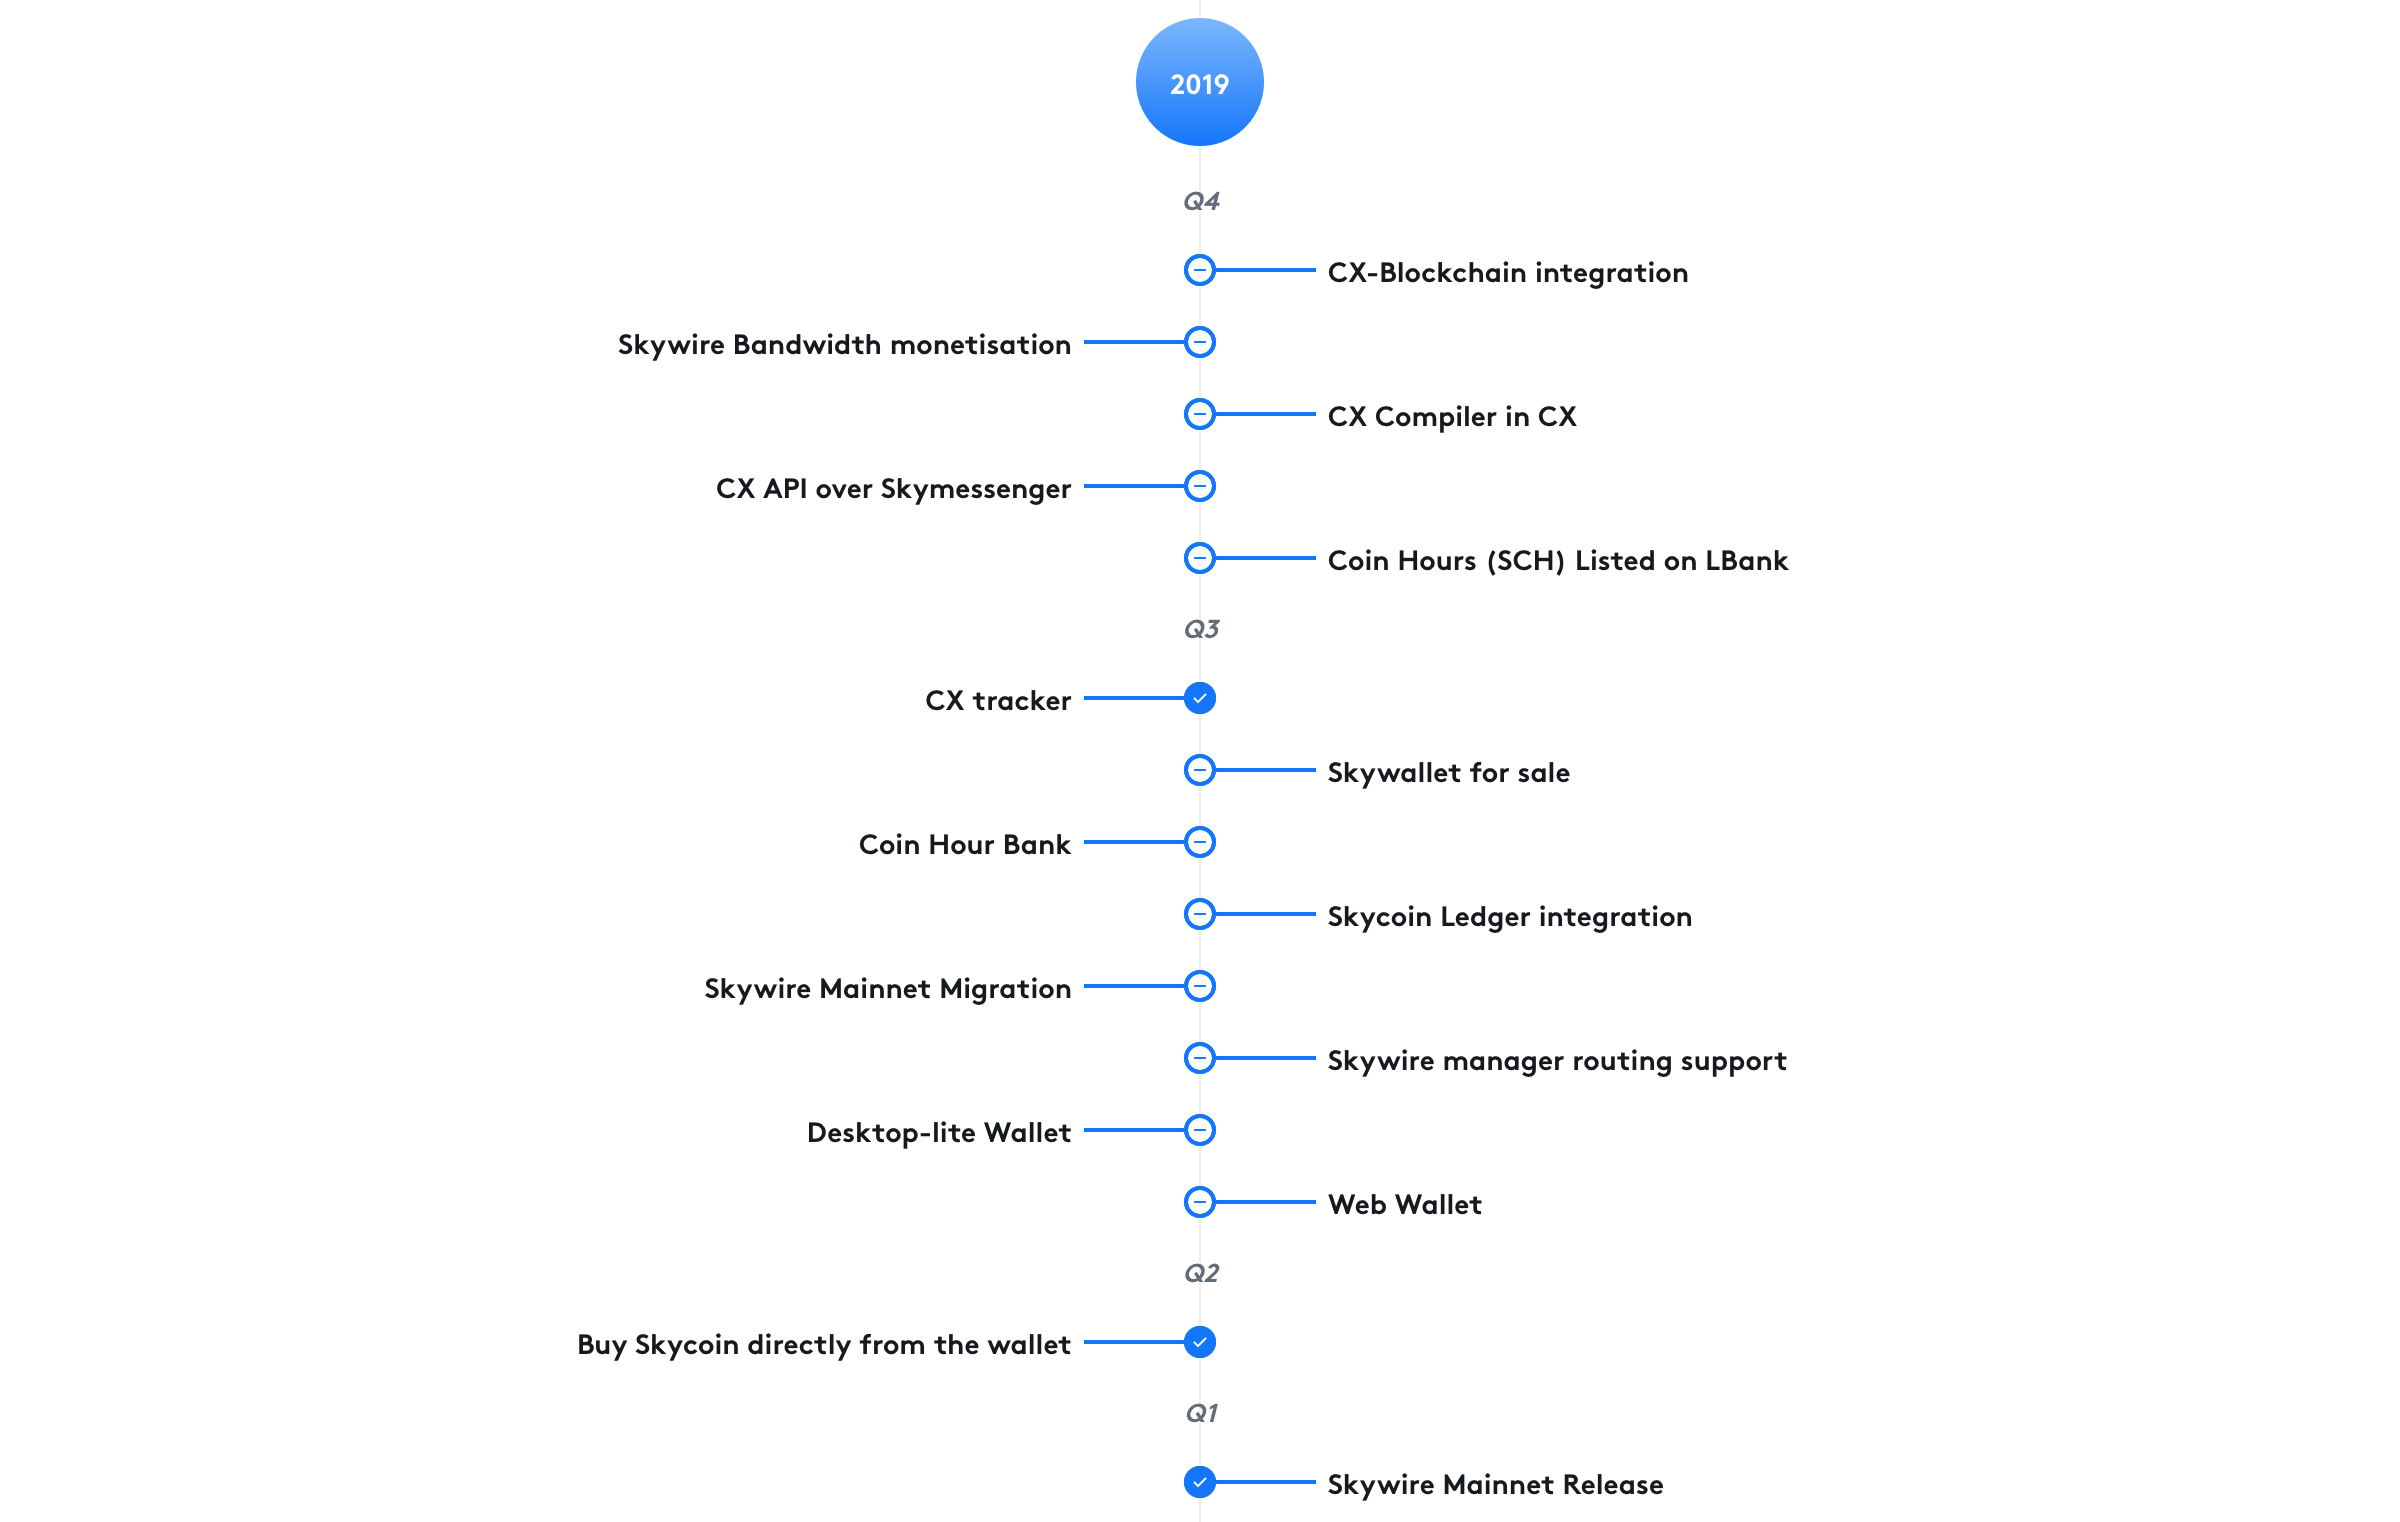 2019
Q4
CX-Blockchain integration
Skywire Bandwidth monetisation
CX Compiler in CX
CX API over Skymessenger
Coin Hours (SCH) Listed on LBank
Q3
CX tracker
Skywallet for sale
Coin Hour Bank
Skycoin Ledger integration
Skywire Mainnet Migration
Skywire manager routing support
Desktop-lite Wallet
Web Wallet
Q2
Buy Skycoin directly from the wallet
Q1
Skywire Mainnet Release